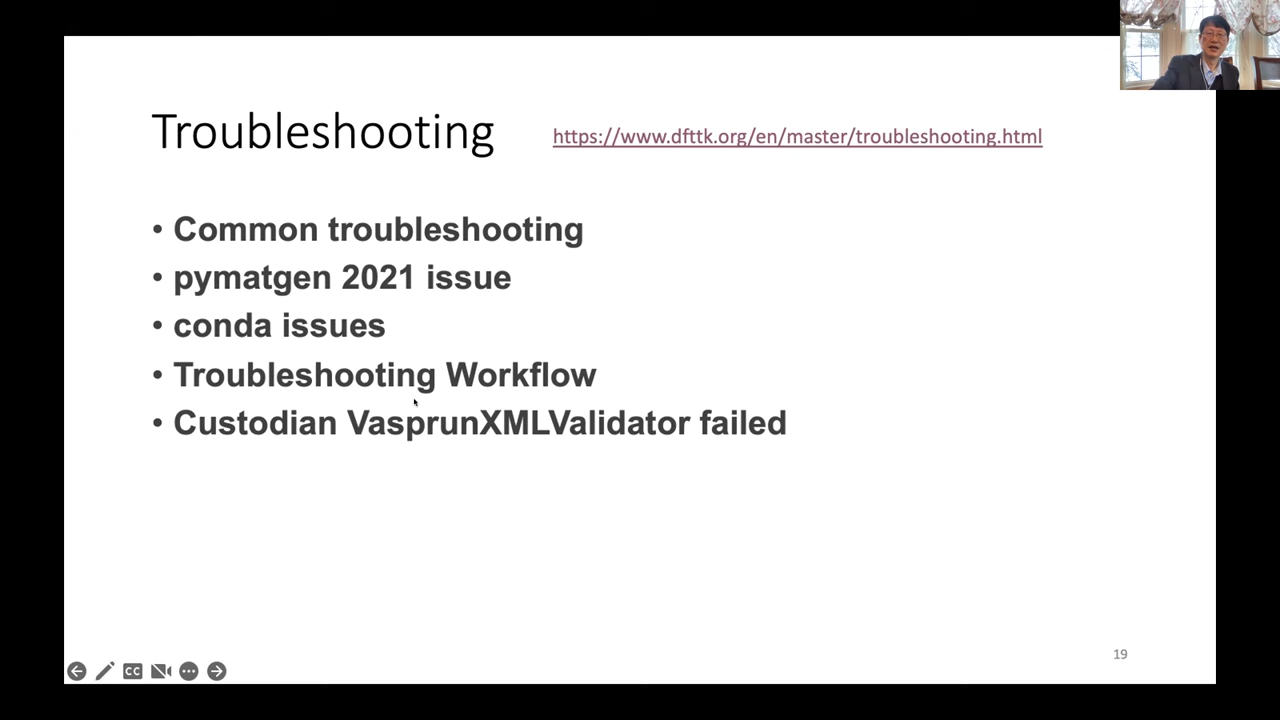 Troubleshooting https://www.dfttk.org/en/master/troubleshooting.html
• Common troubleshooting
• pymatgen 2021 issue
• conda issues
• Troubleshooting Workflow
• Custodian VasprunXMLValidator failed
19
CC